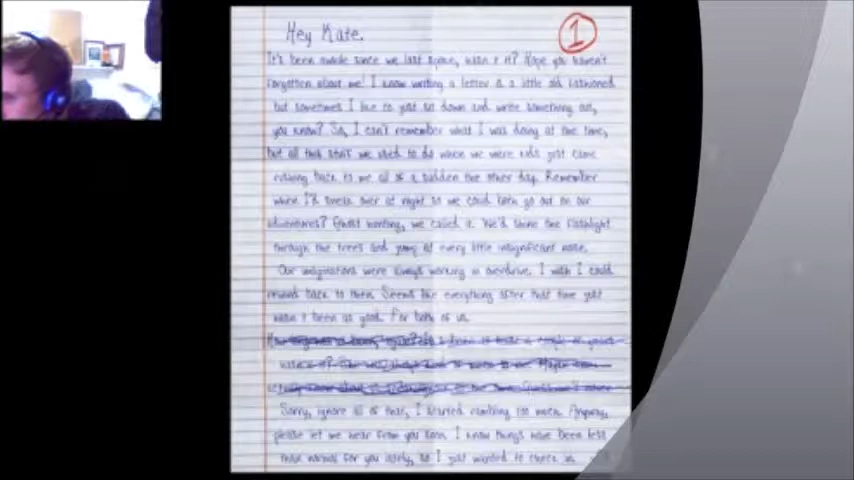 Hey Kate.
1
It's been awhile since we last spoke, hasn't it? Hope you haven't
forgotten about me! I know writing a letter is a little old fashioned
but sometimes I like to just sit down and write something out,
you know? So, I can't remember what I was doing at the time,
but all this stuff we used to do when we were kids just came
rushing back to me all of a sudden the other day. Remember
when I'd sneak over at night so we could both go out on our
adventures? Ghost hunting, we called it. We'd shine the flashlight
through the trees and jump at every little insignificant noise.
Our imaginations were always working in overdrive. I wish I could
rewind back to then. Seems like everything after that time just
hasn't been as good. For both of us.
Sorry, ignore all of that, I started rambling too much. Anyway,
please let me hear from you soon. I know things have been less
than normal for you lately, so I just wanted to check in